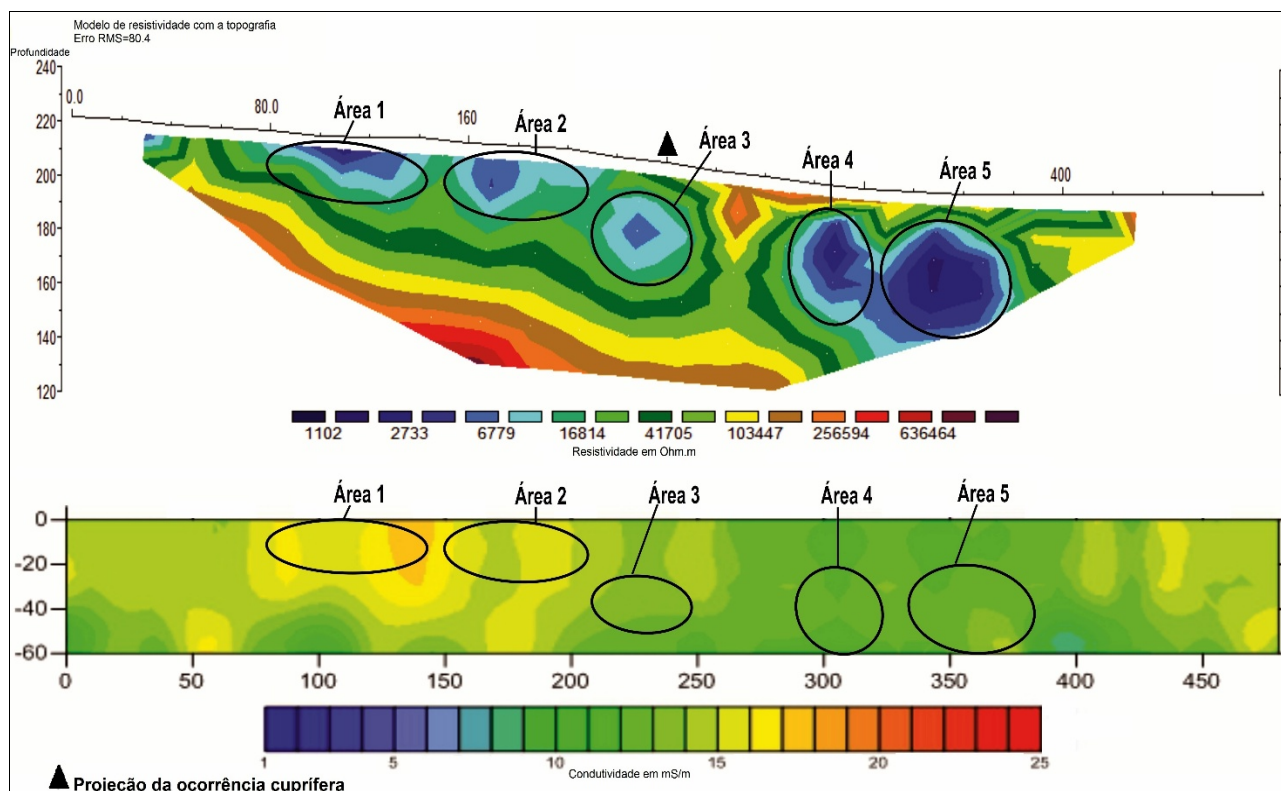 Modelo de resistividade com a topografia
Erro RMS=80.4
Profundidade
240
220
200
180
160
140
120
0.0
80.0
160
400
Área 1
Área 2
Área 3
Área 4
Área 5
1102 2733 6779 16814 41705 103447 256594 636464
Resistividade em Ohm.m
Área 1
Área 2
Área 3
Área 4
Área 5
0
-20
-40
-60
0 50 100 150 200 250 300 350 400 450
1 5 10 15 20 25
Condutividade em mS/m
Projeção da ocorrência cuprífera